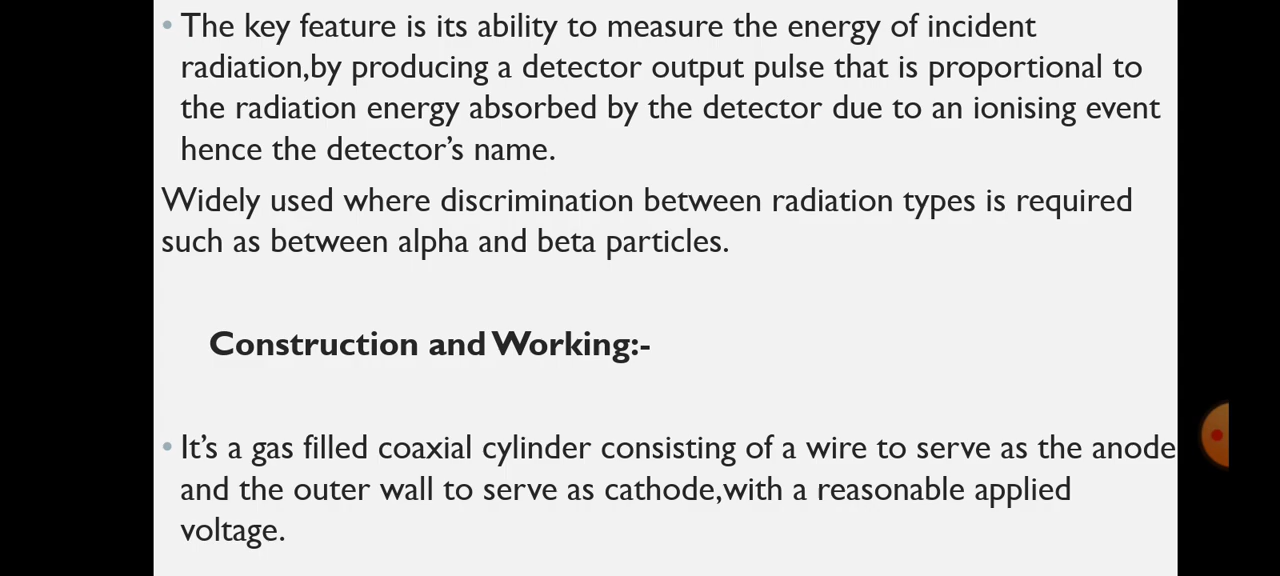 • The key feature is its ability to measure the energy of incident
radiation,by producing a detector output pulse that is proportional to
the radiation energy absorbed by the detector due to an ionising event
hence the detector’s name.
Widely used where discrimination between radiation types is required
such as between alpha and beta particles.
Construction and Working:-
• It’s a gas filled coaxial cylinder consisting of a wire to serve as the anode
and the outer wall to serve as cathode,with a reasonable applied
voltage.